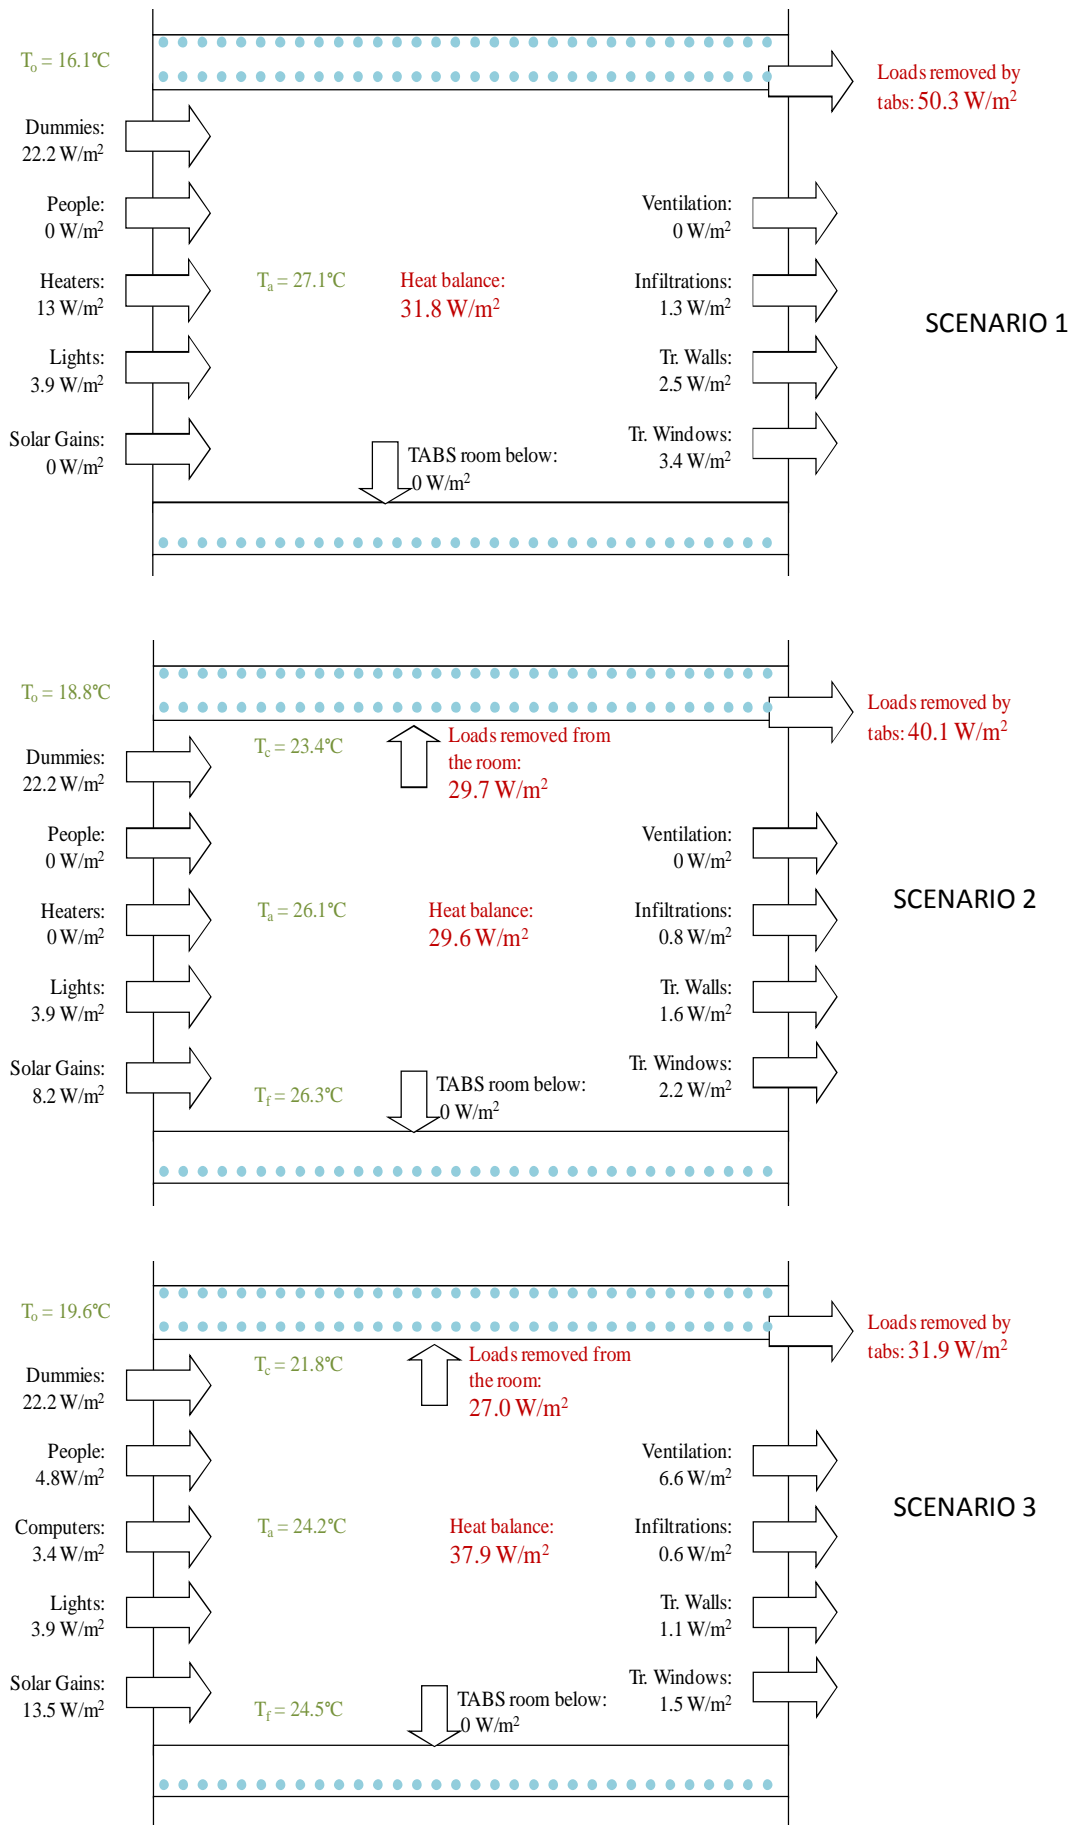 T₀ = 16.1°C
Loads removed by
tabs: 50.3 W/m²
Dummies:
22.2 W/m²
People:
0 W/m²
Ventilation:
0 W/m²
Heaters:
13 W/m²
Tₐ = 27.1°C
Heat balance:
31.8 W/m²
Infiltrations:
1.3 W/m²
SCENARIO 1
Lights:
3.9 W/m²
Tr. Walls:
2.5 W/m²
Solar Gains:
0 W/m²
TABS room below:
0 W/m²
Tr. Windows:
3.4 W/m²
T₀ = 18.8°C
Loads removed by
tabs: 40.1 W/m²
T_c = 23.4°C
Loads removed from
the room:
29.7 W/m²
Dummies:
22.2 W/m²
People:
0 W/m²
Ventilation:
0 W/m²
Heaters:
0 W/m²
Tₐ = 26.1°C
Heat balance:
29.6 W/m²
Infiltrations:
0.8 W/m²
SCENARIO 2
Lights:
3.9 W/m²
Tr. Walls:
1.6 W/m²
Solar Gains:
8.2 W/m²
T_f = 26.3°C
TABS room below:
0 W/m²
Tr. Windows:
2.2 W/m²
T₀ = 19.6°C
Loads removed by
tabs: 31.9 W/m²
T_c = 21.8°C
Loads removed from
the room:
27.0 W/m²
Dummies:
22.2 W/m²
People:
4.8W/m²
Ventilation:
6.6 W/m²
Computers:
3.4 W/m²
Tₐ = 24.2°C
Heat balance:
37.9 W/m²
Infiltrations:
0.6 W/m²
SCENARIO 3
Lights:
3.9 W/m²
Tr. Walls:
1.1 W/m²
Solar Gains:
13.5 W/m²
T_f = 24.5°C
TABS room below:
0 W/m²
Tr. Windows:
1.5 W/m²